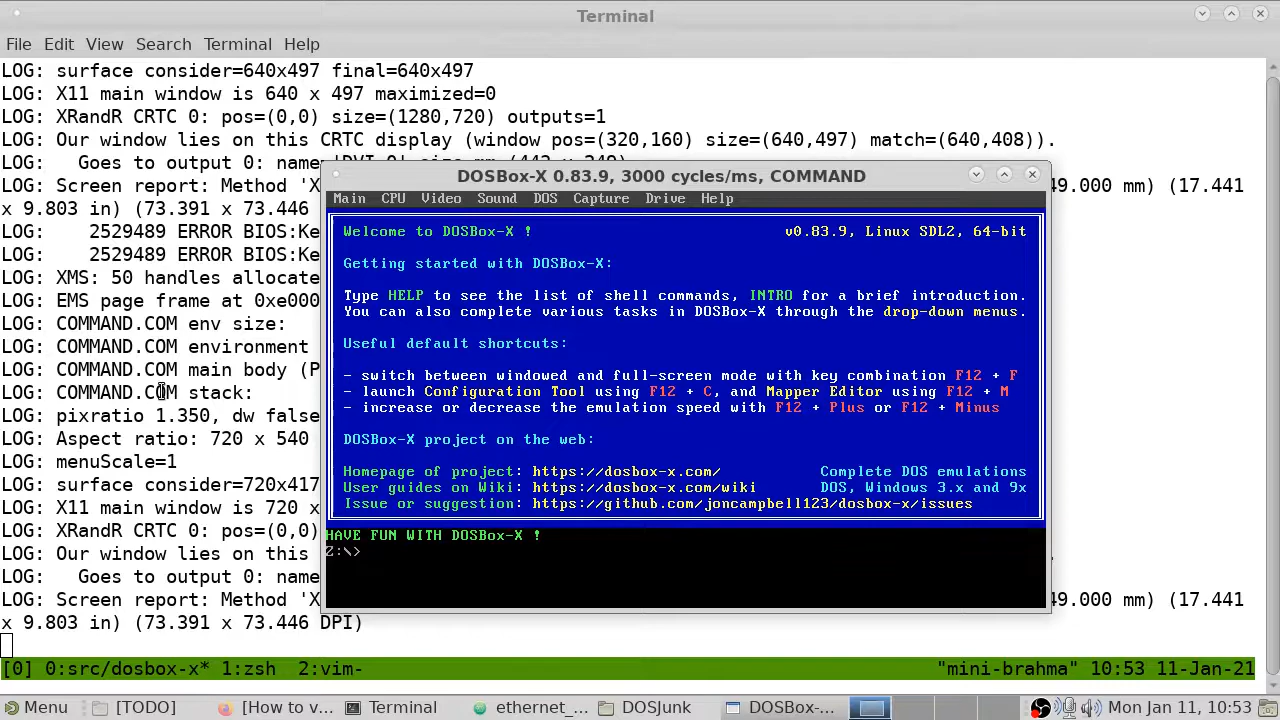 Terminal
File Edit View Search Terminal Help
LOG: surface consider=640x497 final=640x497
LOG: X11 main window is 640 x 497 maximized=0
LOG: XRandR CRTC 0: pos=(0,0) size=(1280,720) outputs=1
LOG: Our window lies on this CRTC display (window pos=(320,160) size=(640,497) match=(640,408)).
LOG:   Goes to output 0: name
LOG: Screen report: Method 'X 49.000 mm) (17.441
x 9.803 in) (73.391 x 73.446
LOG:     2529489 ERROR BIOS:Ke
LOG:     2529489 ERROR BIOS:Ke
LOG: XMS: 50 handles allocate
LOG: EMS page frame at 0xe000
LOG: COMMAND.COM env size:
LOG: COMMAND.COM environment
LOG: COMMAND.COM main body (P
LOG: COMMAND.COM stack:
LOG: pixratio 1.350, dw false
LOG: Aspect ratio: 720 x 540
LOG: menuScale=1
LOG: surface consider=720x417
LOG: X11 main window is 720 x
LOG: XRandR CRTC 0: pos=(0,0)
LOG: Our window lies on this
LOG:   Goes to output 0: name
LOG: Screen report: Method 'X 49.000 mm) (17.441
x 9.803 in) (73.391 x 73.446 DPI)
DOSBox-X 0.83.9, 3000 cycles/ms, COMMAND
Main CPU Video Sound DOS Capture Drive Help
Welcome to DOSBox-X ! v0.83.9, Linux SDL2, 64-bit
Getting started with DOSBox-X:
Type HELP to see the list of shell commands, INTRO for a brief introduction.
You can also complete various tasks in DOSBox-X through the drop-down menus.
Useful default shortcuts:
- switch between windowed and full-screen mode with key combination F12 + F
- launch Configuration Tool using F12 + C, and Mapper Editor using F12 + M
- increase or decrease the emulation speed with F12 + Plus or F12 + Minus
DOSBox-X project on the web:
Homepage of project: https://dosbox-x.com/ Complete DOS emulations
User guides on Wiki: https://dosbox-x.com/wiki DOS, Windows 3.x and 9x
Issue or suggestion: https://github.com/joncampbell123/dosbox-x/issues
HAVE FUN WITH DOSBox-X !
Z:\>
[0] 0:src/dosbox-x* 1:zsh  2:vim- "mini-brahma" 10:53 11-Jan-21
Menu [TODO] [How to v... Terminal ethernet_... DOSJunk DOSBox-... Mon Jan 11, 10:53